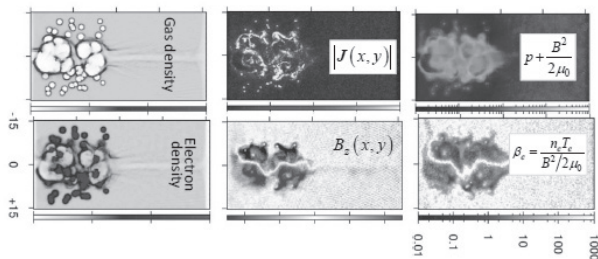 Gas density
|J(x, y)|
p + B²/2μ₀
-15
0
+15
Electron
density
B_z(x, y)
β_e = n_eT_e / B²/2μ₀
0.01
0.1
1
10
100
1000